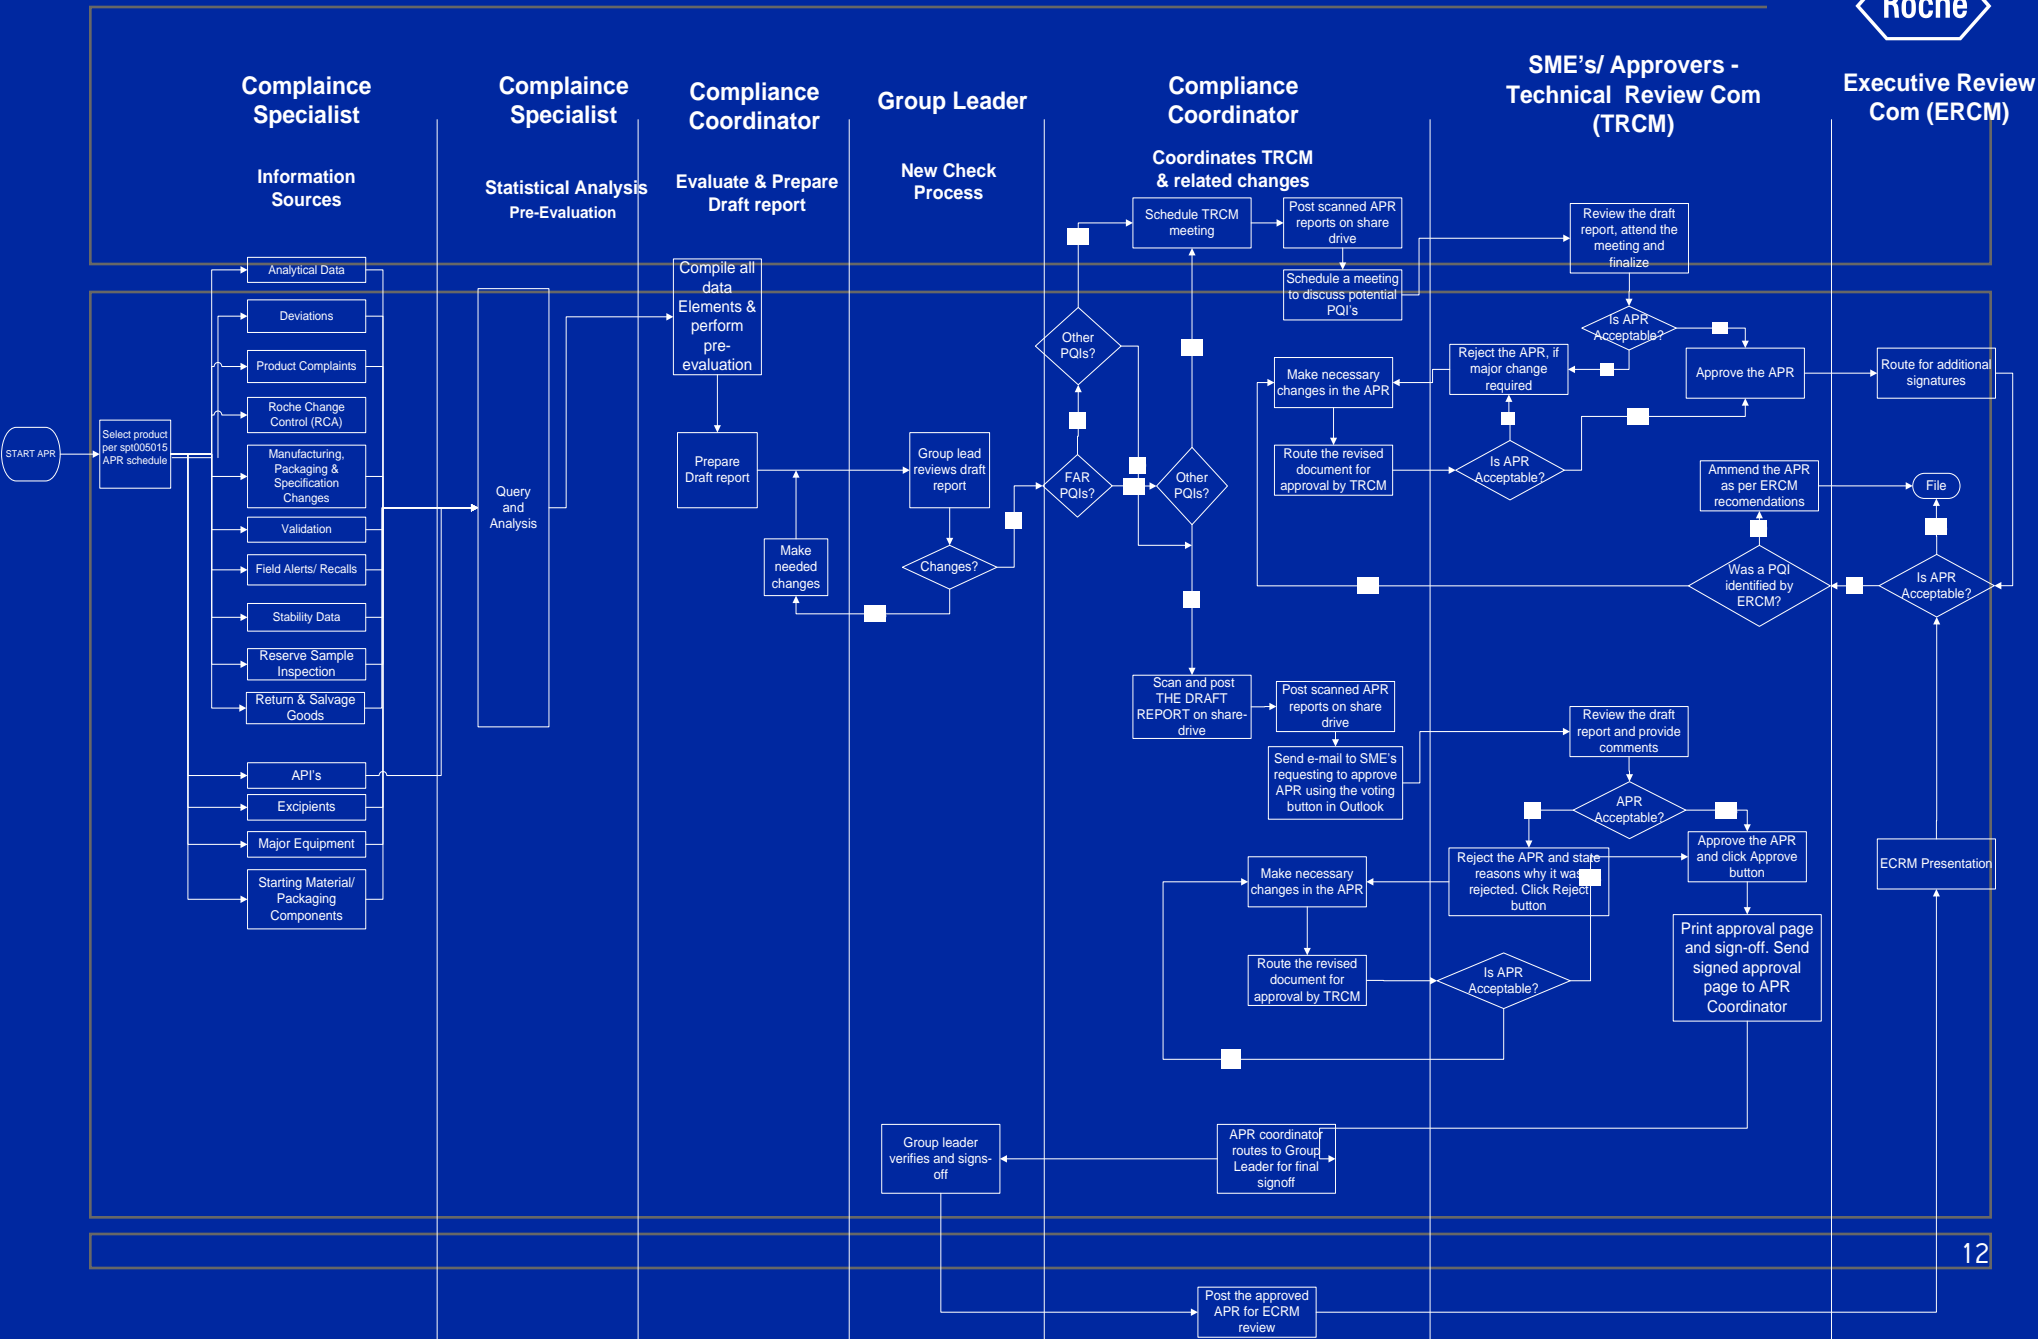 Roche
Complaince
Specialist
Information
Sources
Complaince
Specialist
Statistical Analysis
Pre-Evaluation
Compliance
Coordinator
Evaluate & Prepare
Draft report
Group Leader
New Check
Process
Compliance
Coordinator
Coordinates TRCM
& related changes
SME's/ Approvers -
Technical Review Com
(TRCM)
Executive Review
Com (ERCM)
START APR
Select product
per spt005015
APR schedule
Analytical Data
Deviations
Product Complaints
Roche Change
Control (RCA)
Manufacturing,
Packaging &
Specification
Changes
Validation
Field Alerts/ Recalls
Stability Data
Reserve Sample
Inspection
Return & Salvage
Goods
API's
Excipients
Major Equipment
Starting Material/
Packaging
Components
Query
and
Analysis
Compile all
data
Elements &
perform
pre-
evaluation
Prepare
Draft report
Make
needed
changes
Group lead
reviews draft
report
Changes?
FAR
PQIs?
Other
PQIs?
Other
PQIs?
Schedule TRCM
meeting
Post scanned APR
reports on share
drive
Schedule a meeting
to discuss potential
PQI's
Review the draft
report, attend the
meeting and
finalize
Is APR
Acceptable?
Reject the APR, if
major change
required
Approve the APR
Route for additional
signatures
Make necessary
changes in the APR
Route the revised
document for
approval by TRCM
Is APR
Acceptable?
Ammend the APR
as per ERCM
recomendations
File
Was a PQI
identified by
ERCM?
Is APR
Acceptable?
Scan and post
THE DRAFT
REPORT on share-
drive
Post scanned APR
reports on share
drive
Send e-mail to SME's
requesting to approve
APR using the voting
button in Outlook
Review the draft
report and provide
comments
APR
Acceptable?
Reject the APR and state
reasons why it was
rejected. Click Reject
button
Approve the APR
and click Approve
button
ECRM Presentation
Make necessary
changes in the APR
Route the revised
document for
approval by TRCM
Is APR
Acceptable?
Print approval page
and sign-off. Send
signed approval
page to APR
Coordinator
Group leader
verifies and signs-
off
APR coordinator
routes to Group
Leader for final
signoff
12
Post the approved
APR for ECRM
review